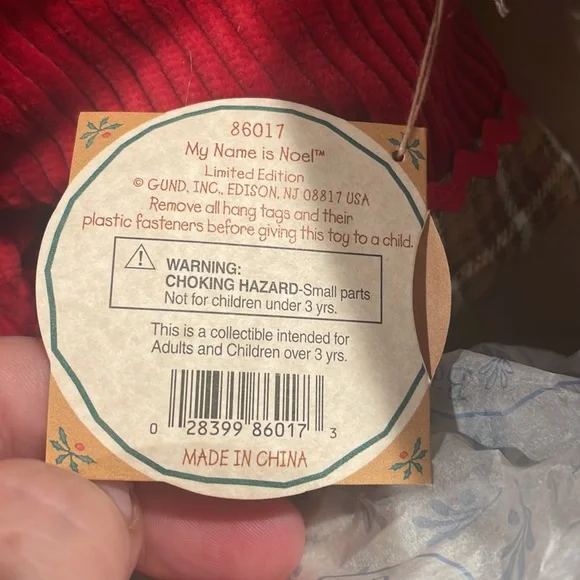 86017
My Name is Noel™
Limited Edition
© GUND, INC., EDISON, NJ 08817 USA
Remove all hang tags and their
plastic fasteners before giving this toy to a child.
WARNING:
CHOKING HAZARD-Small parts
Not for children under 3 yrs.
This is a collectible intended for
Adults and Children over 3 yrs.
0 28399 86017 3
MADE IN CHINA